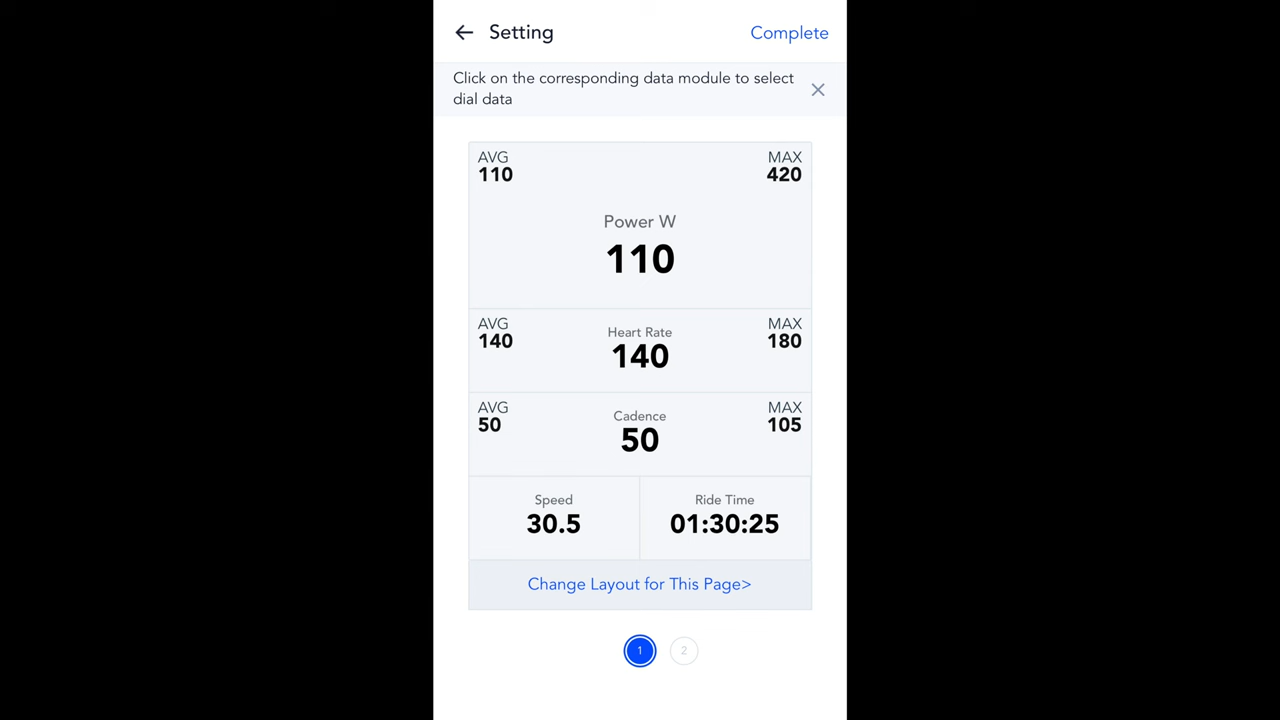 Setting
Complete
Click on the corresponding data module to select
dial data
AVG
110
MAX
420
Power W
110
AVG
140
Heart Rate
140
MAX
180
AVG
50
Cadence
50
MAX
105
Speed
30.5
Ride Time
01:30:25
Change Layout for This Page>
1
2